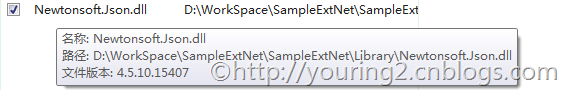 Newtonsoft.Json.dll D:\WorkSpace\SampleExtNet\SampleExt
名称: Newtonsoft.Json.dll
路径: D:\WorkSpace\SampleExtNet\SampleExtNet\Library\Newtonsoft.Json.dll
文件版本: 4.5.10.15407
©http://youring2.cnblogs.com